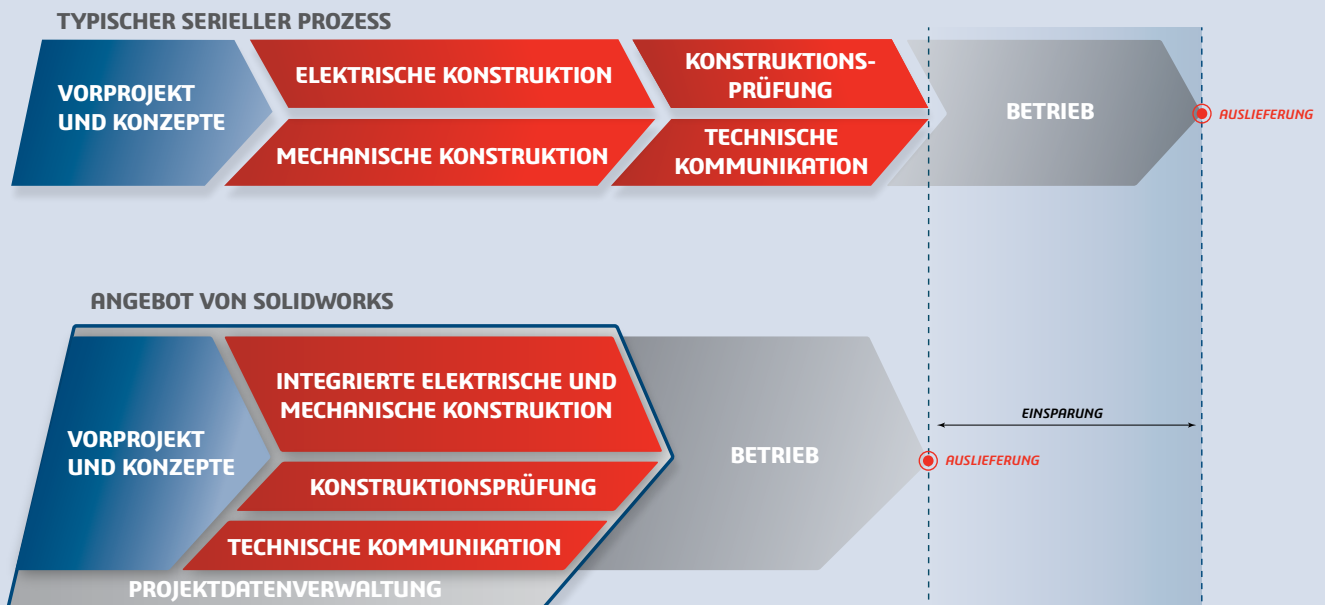 TYPISCHER SERIELLER PROZESS
VORPROJEKT
UND KONZEPTE
ELEKTRISCHE KONSTRUKTION
MECHANISCHE KONSTRUKTION
KONSTRUKTIONS-
PRÜFUNG
TECHNISCHE
KOMMUNIKATION
BETRIEB
AUSLIEFERUNG
ANGEBOT VON SOLIDWORKS
VORPROJEKT
UND KONZEPTE
INTEGRIERTE ELEKTRISCHE UND
MECHANISCHE KONSTRUKTION
KONSTRUKTIONSPRÜFUNG
TECHNISCHE KOMMUNIKATION
PROJEKTDATENVERWALTUNG
BETRIEB
AUSLIEFERUNG
EINSPARUNG